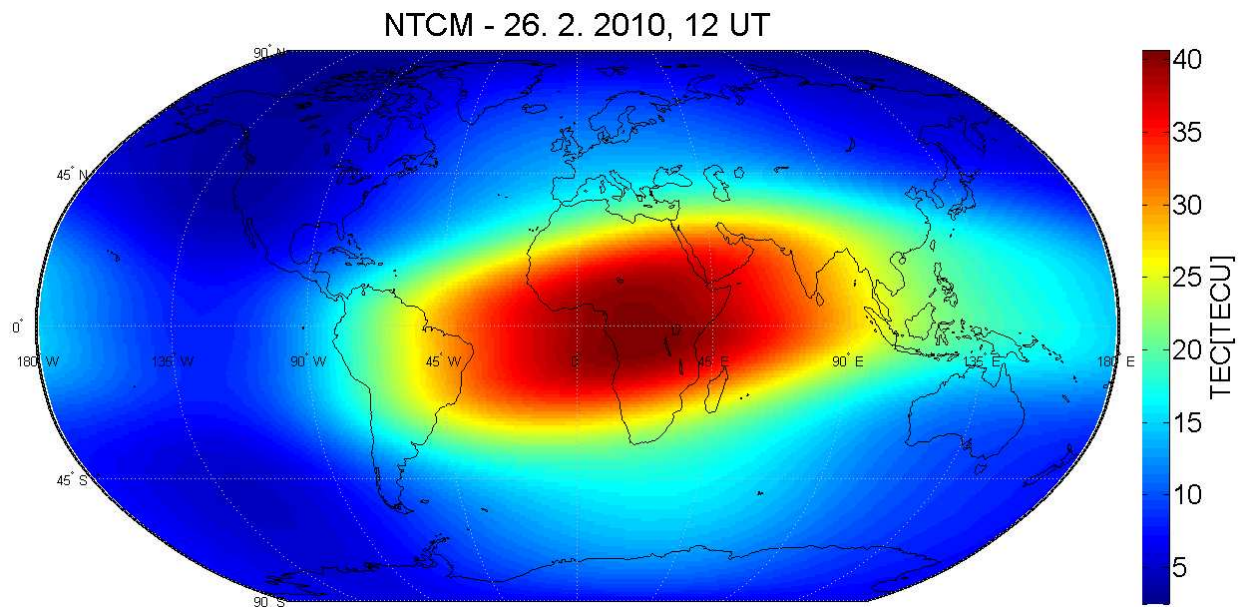 NTCM - 26. 2. 2010, 12 UT
90° N
45° N
0°
180° W
135° W
90° W
45° W
0°
45° E
90° E
135° E
180° E
45° S
90° S
40
35
30
25
20
15
10
5
TEC[TECU]